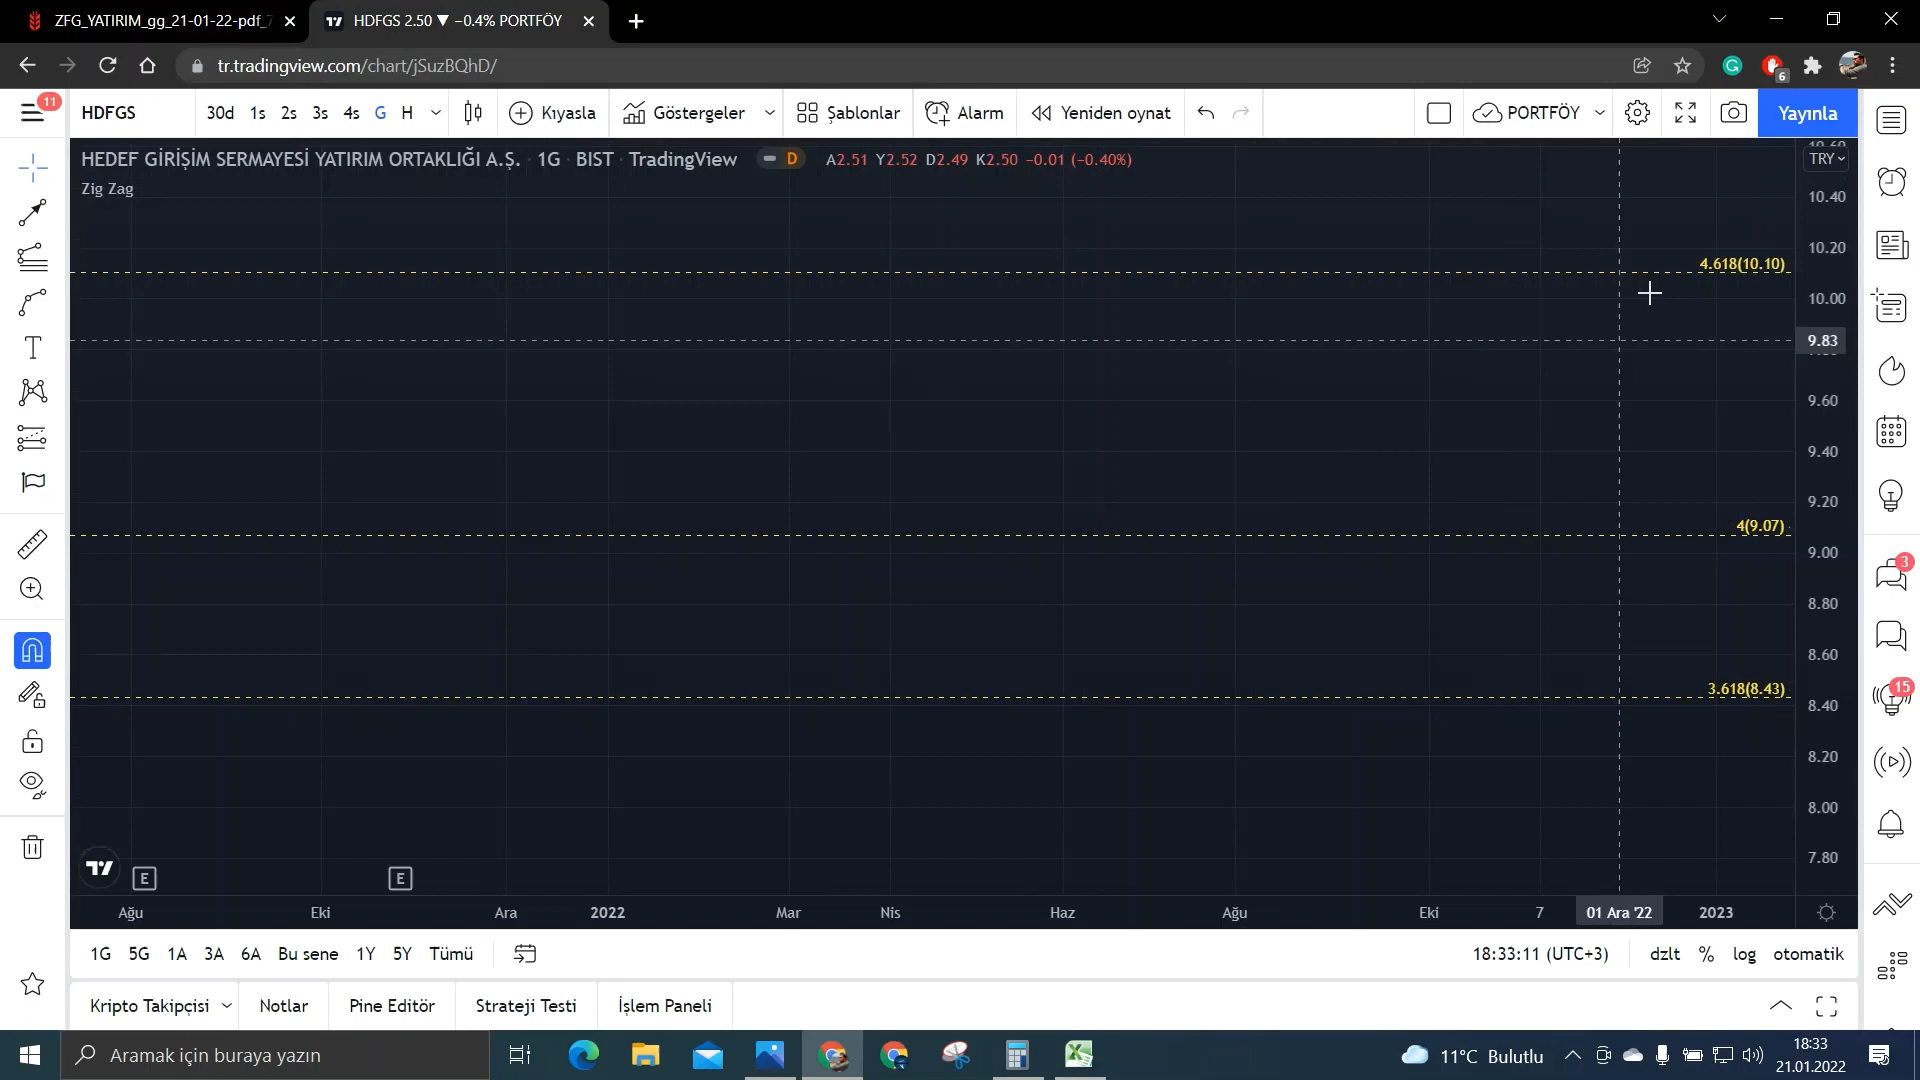 ZFG_YATIRIM_gg_21-01-22-pdf_7
HDFGS 2.50 ▼ −0.4% PORTFÖY
tr.tradingview.com/chart/jSuzBQhD/
6
11
HDFGS
30d 1s 2s 3s 4s G H
Kıyasla
Göstergeler
Şablonlar
Alarm
Yeniden oynat
PORTFÖY
Yayınla
HEDEF GİRİŞİM SERMAYESİ YATIRIM ORTAKLIĞI A.Ş. · 1G · BIST · TradingView
D
A2.51 Y2.52 D2.49 K2.50 −0.01 (−0.40%)
TRY
Zig Zag
10.40
10.20
4.618(10.10)
10.00
9.83
9.60
9.40
9.20
4(9.07)
9.00
8.80
8.60
3.618(8.43)
8.40
8.20
8.00
7.80
3
15
E
E
Ağu Eki Ara 2022 Mar Nis Haz Ağu Eki 7 01 Ara '22 2023
1G 5G 1A 3A 6A Bu sene 1Y 5Y Tümü
18:33:11 (UTC+3)
dzlt % log otomatik
Kripto Takipçisi
Notlar
Pine Editör
Strateji Testi
İşlem Paneli
Aramak için buraya yazın
11°C Bulutlu
18:33
21.01.2022